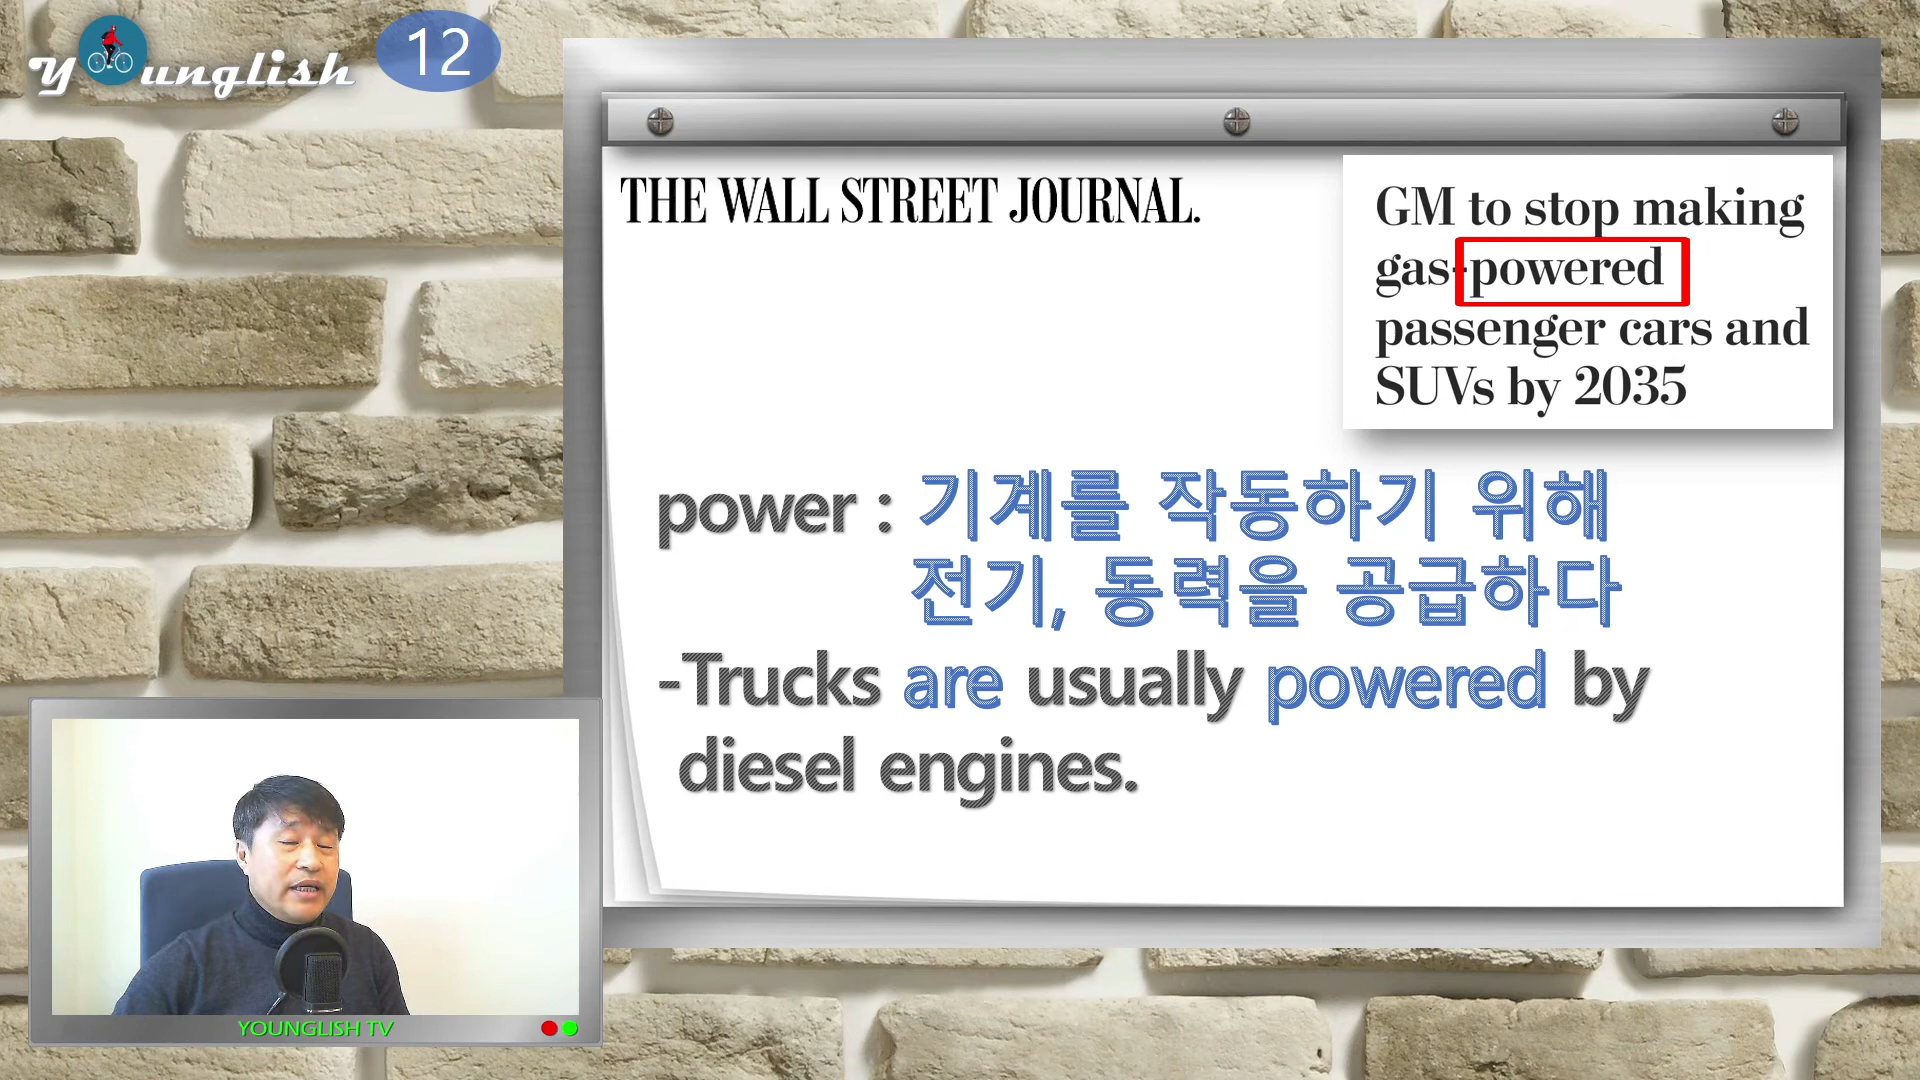 Younglish
12
THE WALL STREET JOURNAL.
GM to stop making
gas-powered
passenger cars and
SUVs by 2035
power : 기계를 작동하기 위해
전기, 동력을 공급하다
-Trucks are usually powered by
diesel engines.
YOUNGLISH TV